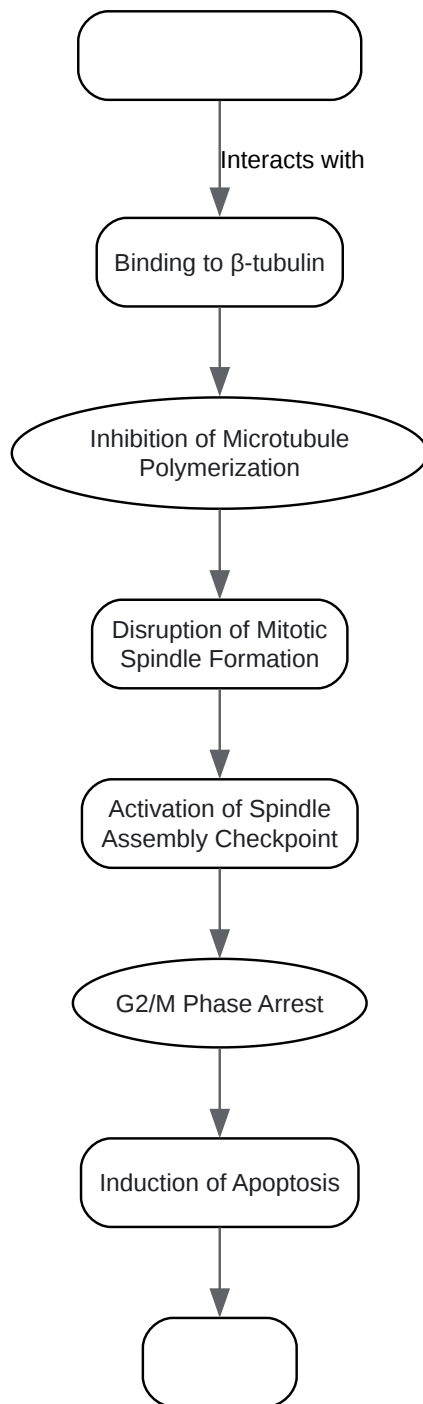 Interacts with
Binding to β-tubulin
Inhibition of Microtubule
Polymerization
Disruption of Mitotic
Spindle Formation
Activation of Spindle
Assembly Checkpoint
G2/M Phase Arrest
Induction of Apoptosis